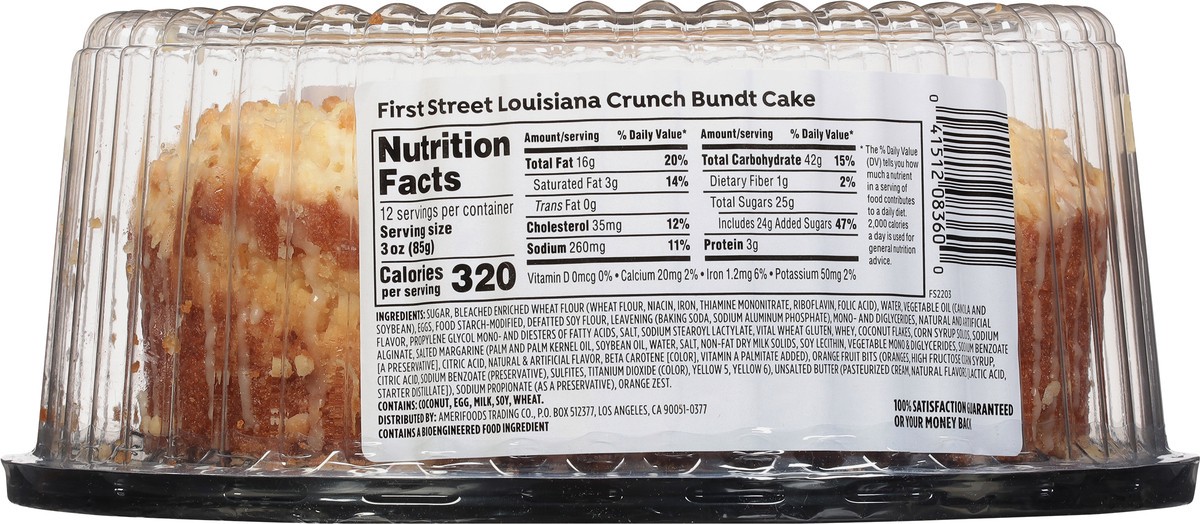 First Street Louisiana Crunch Bundt Cake
Nutrition
Facts
12 servings per container
Serving size
3 oz (85g)
Calories
per serving 320
Amount/serving % Daily Value*
Total Fat 16g 20%
Saturated Fat 3g 14%
Trans Fat 0g
Cholesterol 35mg 12%
Sodium 260mg 11%
Amount/serving % Daily Value*
Total Carbohydrate 42g 15%
Dietary Fiber 1g 2%
Total Sugars 25g
Includes 24g Added Sugars 47%
Protein 3g
Vitamin D 0mcg 0% • Calcium 20mg 2% • Iron 1.2mg 6% • Potassium 50mg 2%
* The % Daily Value
(DV) tells you how
much a nutrient
in a serving of
food contributes
to a daily diet.
2,000 calories
a day is used for
general nutrition
advice.
0 41512 08360 0
FS2203
INGREDIENTS: SUGAR, BLEACHED ENRICHED WHEAT FLOUR (WHEAT FLOUR, NIACIN, IRON, THIAMINE MONONITRATE, RIBOFLAVIN, FOLIC ACID), WATER, VEGETABLE OIL (CANOLA AND
SOYBEAN), EGGS, FOOD STARCH-MODIFIED, DEFATTED SOY FLOUR, LEAVENING (BAKING SODA, SODIUM ALUMINUM PHOSPHATE), MONO- AND DIGLYCERIDES, NATURAL AND ARTIFICIAL
FLAVOR, PROPYLENE GLYCOL MONO- AND DIESTERS OF FATTY ACIDS, SALT, SODIUM STEAROYL LACTYLATE, VITAL WHEAT GLUTEN, WHEY, COCONUT FLAKES, CORN SYRUP SOLIDS, SODIUM
ALGINATE, SALTED MARGARINE (PALM AND PALM KERNEL OIL, SOYBEAN OIL, WATER, SALT, NON-FAT DRY MILK SOLIDS, SOY LECITHIN, VEGETABLE MONO & DIGLYCERIDES, SODIUM BENZOATE
[A PRESERVATIVE], CITRIC ACID, NATURAL & ARTIFICIAL FLAVOR, BETA CAROTENE [COLOR], VITAMIN A PALMITATE ADDED), ORANGE FRUIT BITS (ORANGES, HIGH FRUCTOSE CORN SYRUP,
CITRIC ACID, SODIUM BENZOATE (PRESERVATIVE), SULFITES, TITANIUM DIOXIDE (COLOR), YELLOW 5, YELLOW 6), UNSALTED BUTTER (PASTEURIZED CREAM, NATURAL FLAVOR [LACTIC ACID,
STARTER DISTILLATE]), SODIUM PROPIONATE (AS A PRESERVATIVE), ORANGE ZEST.
CONTAINS: COCONUT, EGG, MILK, SOY, WHEAT.
DISTRIBUTED BY: AMERIFOODS TRADING CO., P.O. BOX 512377, LOS ANGELES, CA 90051-0377
CONTAINS A BIOENGINEERED FOOD INGREDIENT
100% SATISFACTION GUARANTEED
OR YOUR MONEY BACK